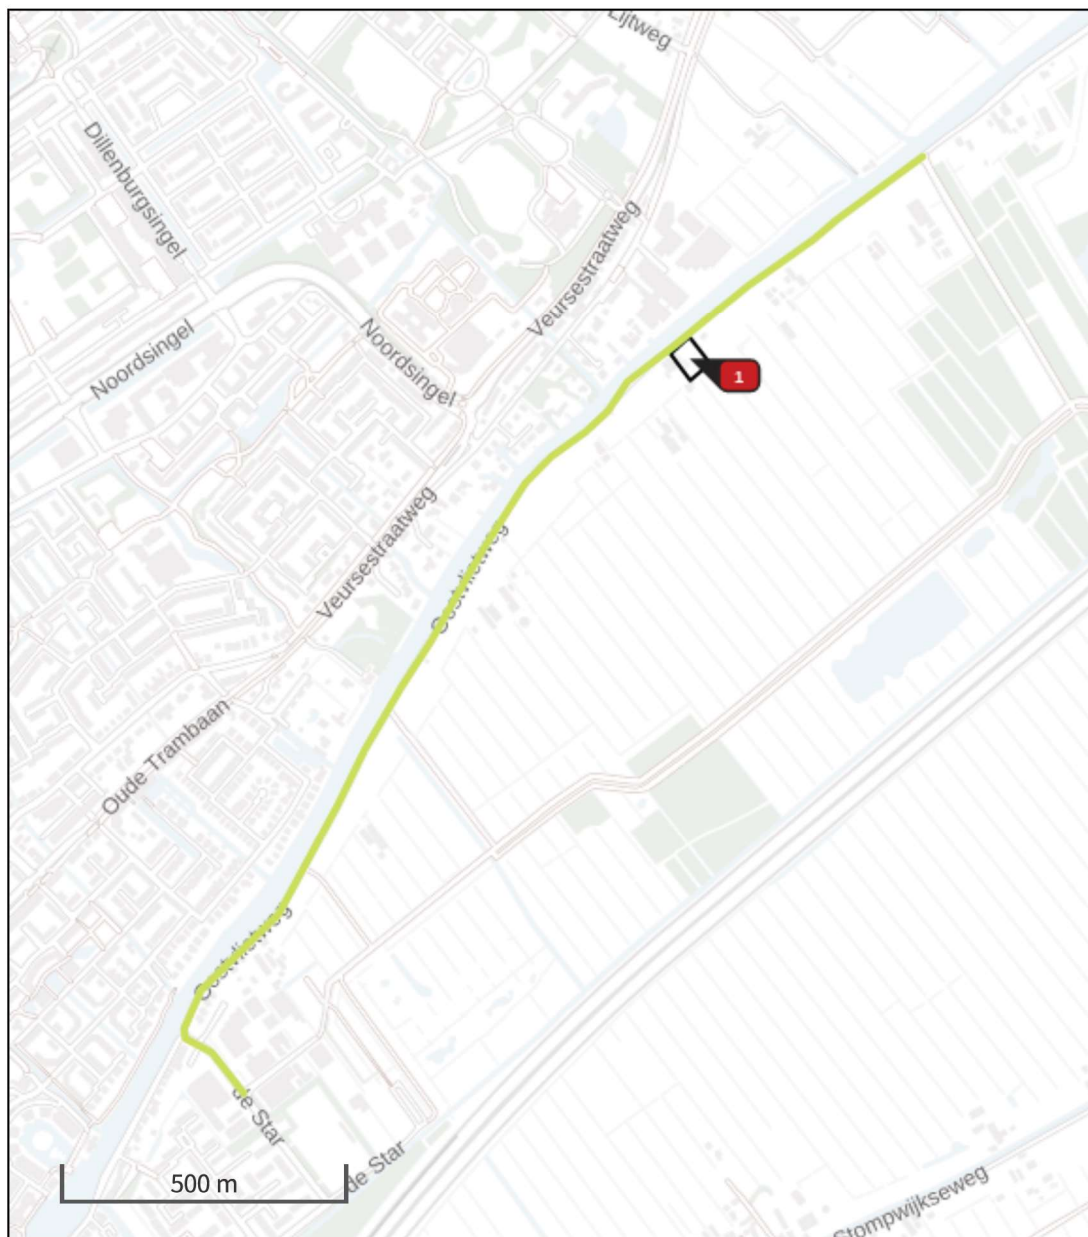 Lijtweg
Dillenburgsingel
Veursestraatweg
Noordsingel
Noordsingel
1
Veursestraatweg
Oostvlietweg
Oude Trambaan
Oostvlietweg
de Star
de Star
500 m
Stompwijkseweg